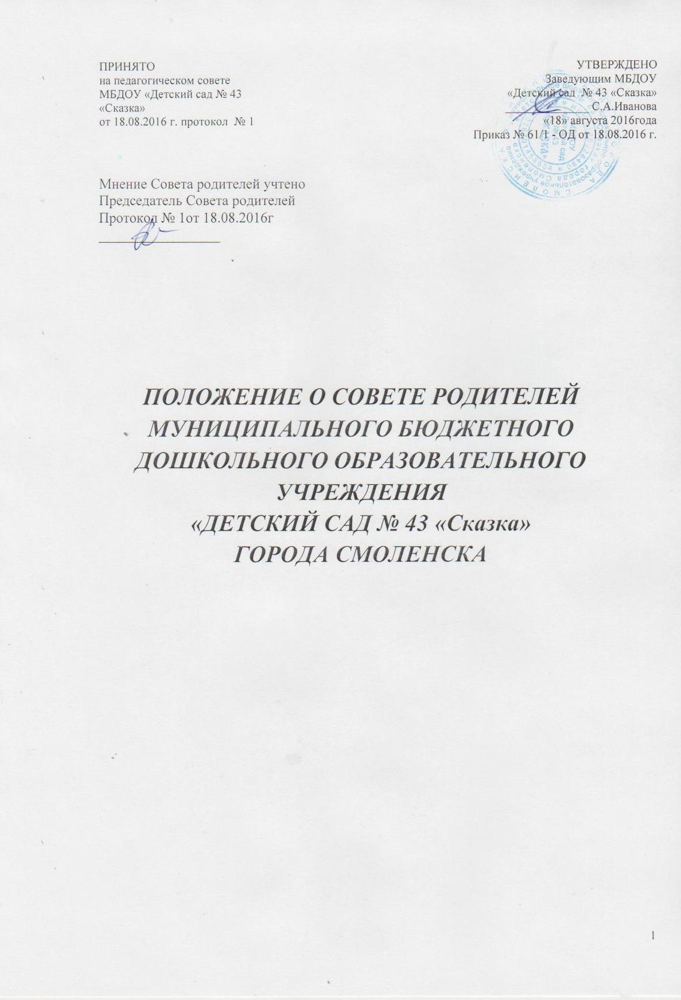 ПРИНЯТО
на педагогическом совете
МБДОУ «Детский сад № 43
«Сказка»
от 18.08.2016 г. протокол № 1
УТВЕРЖДЕНО
Заведующим МБДОУ
«Детский сад № 43 «Сказка»
С.А.Иванова
«18» августа 2016года
Приказ № 61/1 - ОД от 18.08.2016 г.
Мнение Совета родителей учтено
Председатель Совета родителей
Протокол № 1от 18.08.2016г
ПОЛОЖЕНИЕ О СОВЕТЕ РОДИТЕЛЕЙ
МУНИЦИПАЛЬНОГО БЮДЖЕТНОГО
ДОШКОЛЬНОГО ОБРАЗОВАТЕЛЬНОГО
УЧРЕЖДЕНИЯ
«ДЕТСКИЙ САД № 43 «Сказка»
ГОРОДА СМОЛЕНСКА
1